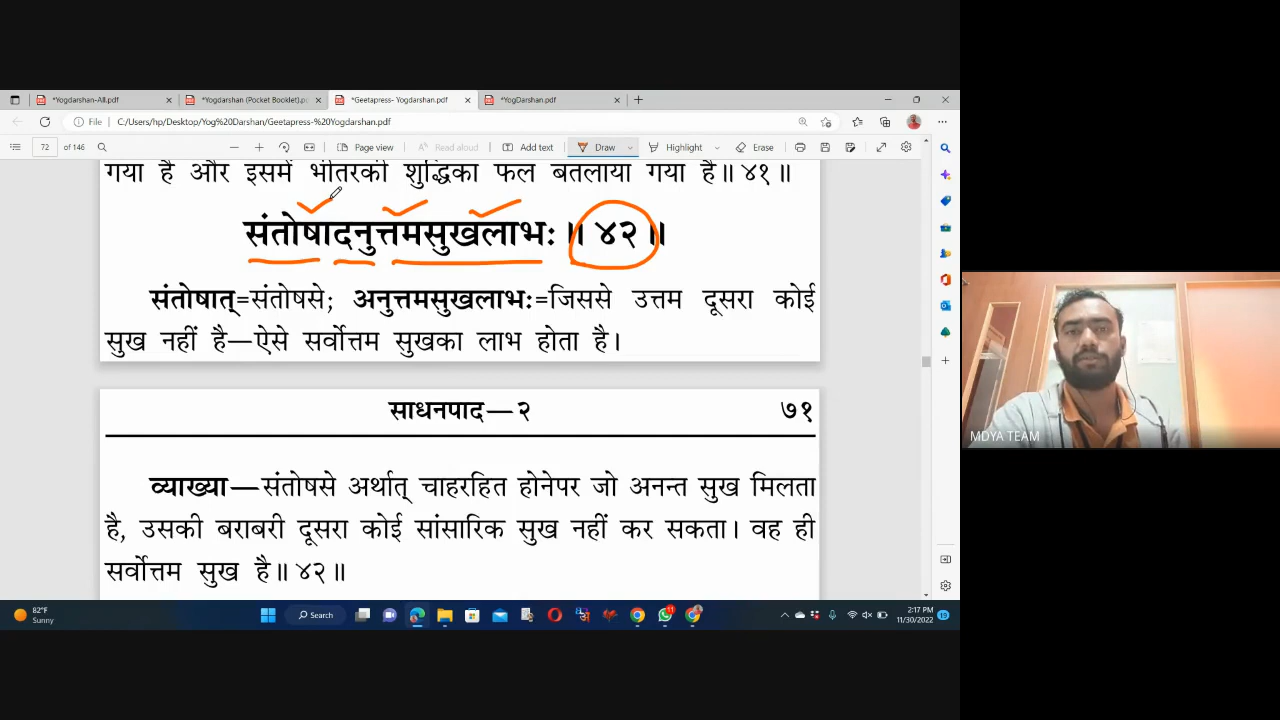 *Yogdarshan-All.pdf
*Yogdarshan (Pocket Booklet).p
*Geetapress- Yogdarshan.pdf
*YogDarshan.pdf
File
C:/Users/hp/Desktop/Yog%20Darshan/Geetapress-%20Yogdarshan.pdf
72 of 146
Page view
Read aloud
Add text
Draw
Highlight
Erase
गया है और इसमें भीतरकी शुद्धिका फल बतलाया गया है॥ ४१॥
संतोषादनुत्तमसुखलाभः॥ ४२॥
संतोषात्=संतोषसे; अनुत्तमसुखलाभः=जिससे उत्तम दूसरा कोई
सुख नहीं है—ऐसे सर्वोत्तम सुखका लाभ होता है।
साधनपाद—२ ७१
व्याख्या—संतोषसे अर्थात् चाहरहित होनेपर जो अनन्त सुख मिलता
है, उसकी बराबरी दूसरा कोई सांसारिक सुख नहीं कर सकता। वह ही
सर्वोत्तम सुख है॥ ४२॥
MDYA TEAM
82°F
Sunny
Search
11
2:17 PM
11/30/2022
19